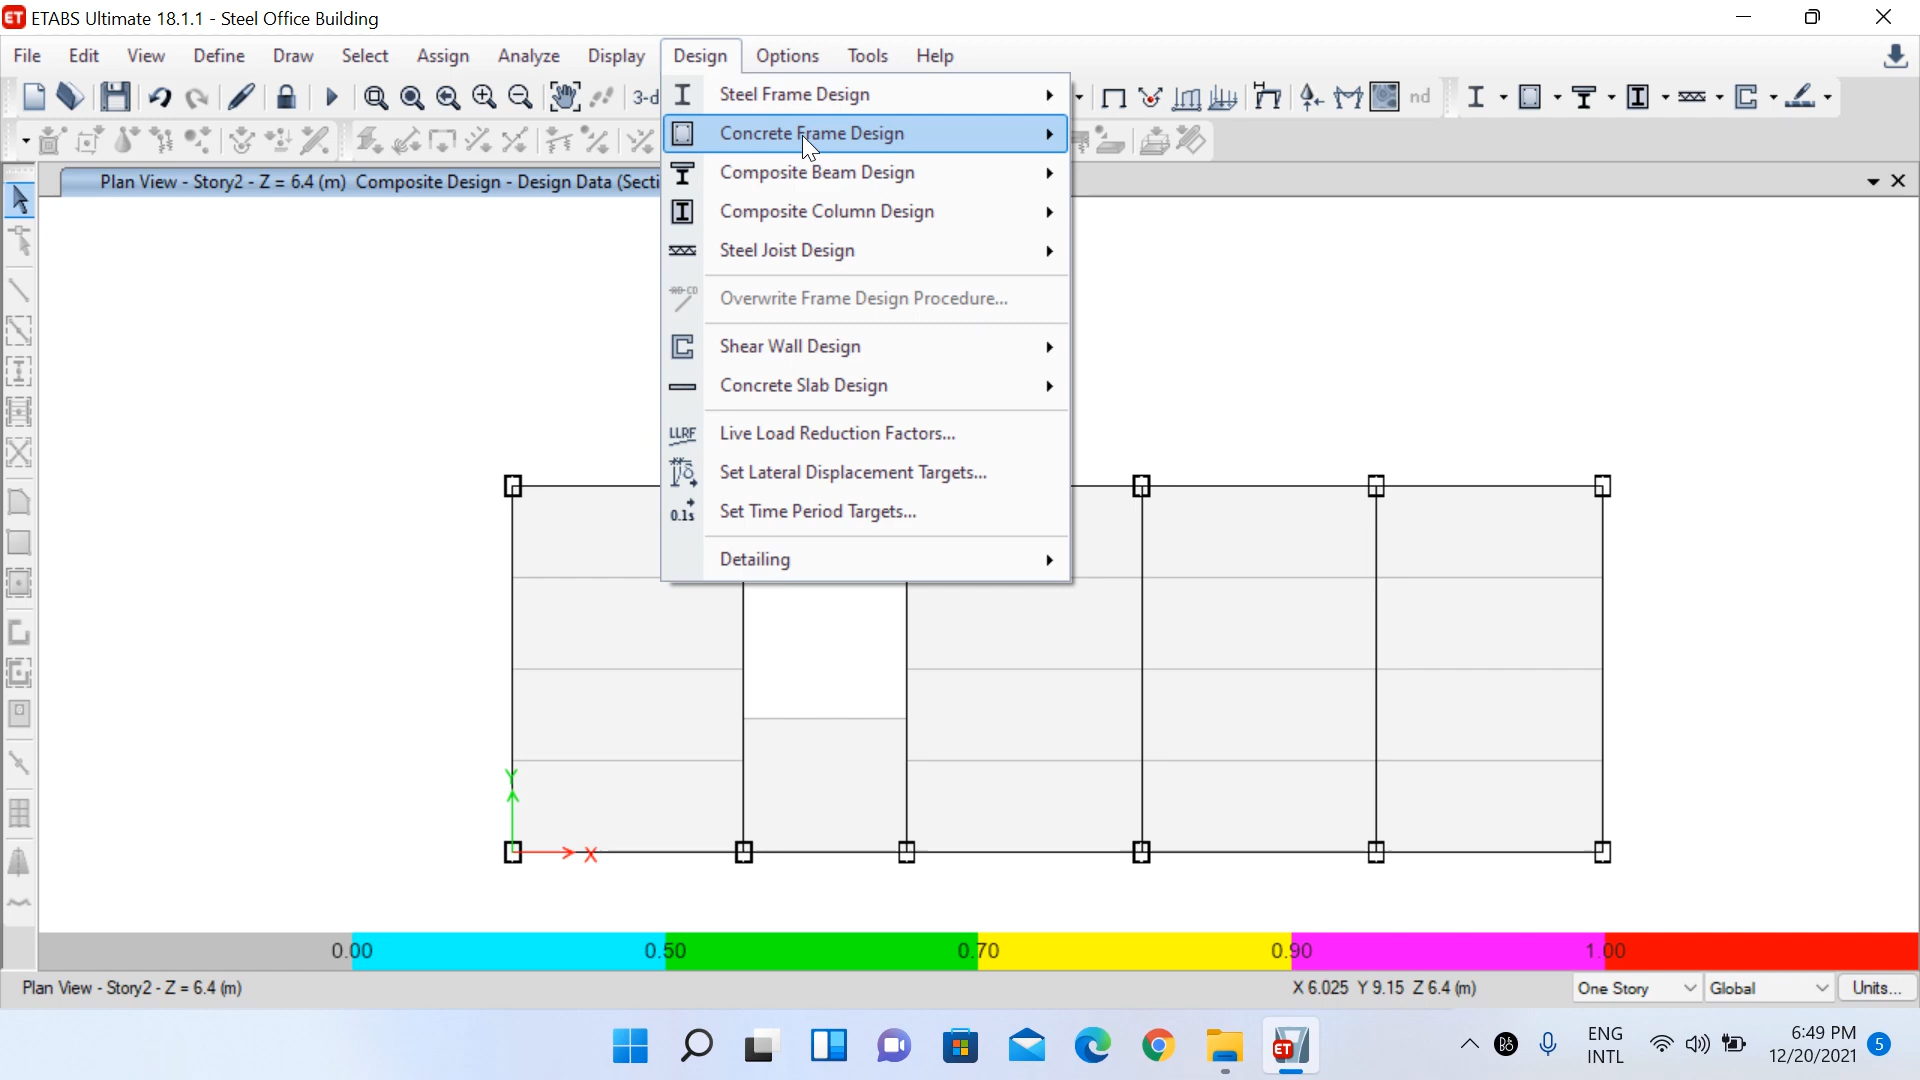 ET ETABS Ultimate 18.1.1 - Steel Office Building
File Edit View Define Draw Select Assign Analyze Display Design Options Tools Help
3-d
nd
Plan View - Story2 - Z = 6.4 (m) Composite Design - Design Data (Secti
Steel Frame Design
Concrete Frame Design
Composite Beam Design
Composite Column Design
Steel Joist Design
Overwrite Frame Design Procedure...
Shear Wall Design
Concrete Slab Design
LLRF Live Load Reduction Factors...
Set Lateral Displacement Targets...
0.1s Set Time Period Targets...
Detailing
Y
X
0.00 0.50 0.70 0.90 1.00
Plan View - Story2 - Z = 6.4 (m) X 6.025 Y 9.15 Z 6.4 (m) One Story Global Units...
ET
ENG
INTL
6:49 PM
12/20/2021
5